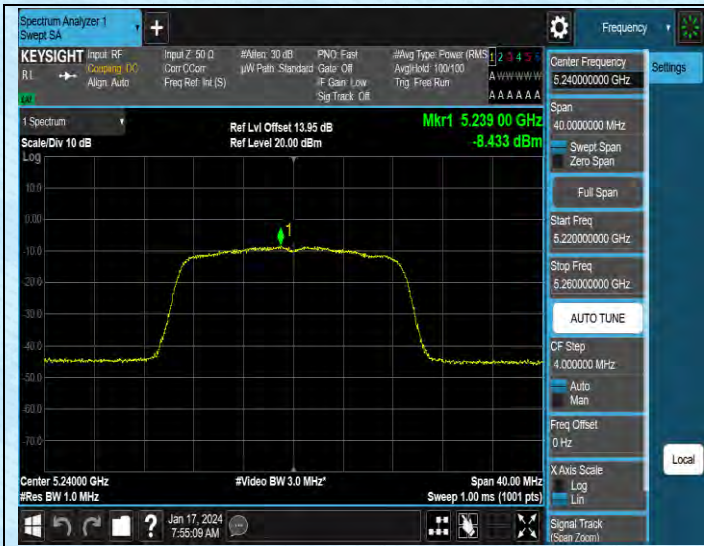 Spectrum Analyzer 1
Swept SA
+
Frequency
KEYSIGHT
Input: RF
Coupling: DC
Align: Auto
Input Z: 50 Ω
Corr CCorr
Freq Ref: Int (S)
#Atten: 30 dB
µW Path: Standard
PNO: Fast
Gate: Off
IF Gain: Low
Sig Track: Off
#Avg Type: Power (RMS
Avg|Hold: 100/100
Trig: Free Run
1 2 3 4 5 6
A W W W W W
A A A A A A
1 Spectrum
Scale/Div 10 dB
Log
Ref Lvl Offset 13.95 dB
Ref Level 20.00 dBm
Mkr1 5.239 00 GHz
-8.433 dBm
10.0
0.00
-10.0
-20.0
-30.0
-40.0
-50.0
-60.0
-70.0
1
Center 5.24000 GHz
#Res BW 1.0 MHz
#Video BW 3.0 MHz*
Span 40.00 MHz
Sweep 1.00 ms (1001 pts)
?
Jan 17, 2024
7:55:09 AM
Center Frequency
5.240000000 GHz
Settings
Span
40.0000000 MHz
Swept Span
Zero Span
Full Span
Start Freq
5.220000000 GHz
Stop Freq
5.260000000 GHz
AUTO TUNE
CF Step
4.000000 MHz
Auto
Man
Freq Offset
0 Hz
X Axis Scale
Log
Lin
Local
Signal Track
(Span Zoom)